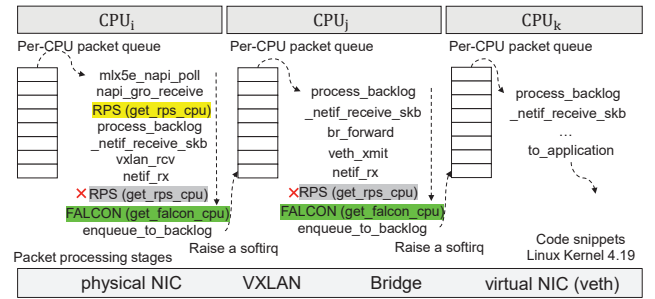 CPUi
CPUj
CPUk
Per-CPU packet queue
Per-CPU packet queue
Per-CPU packet queue
mlx5e_napi_poll
napi_gro_receive
RPS (get_rps_cpu)
process_backlog
_netif_receive_skb
vxlan_rcv
netif_rx
×RPS (get_rps_cpu)
FALCON (get_falcon_cpu)
enqueue_to_backlog
Raise a softirq
process_backlog
_netif_receive_skb
br_forward
veth_xmit
netif_rx
×RPS (get_rps_cpu)
FALCON (get_falcon_cpu)
enqueue_to_backlog
Raise a softirq
process_backlog
_netif_receive_skb
...
to_application
Code snippets
Linux Kernel 4.19
Packet processing stages
physical NIC VXLAN Bridge virtual NIC (veth)